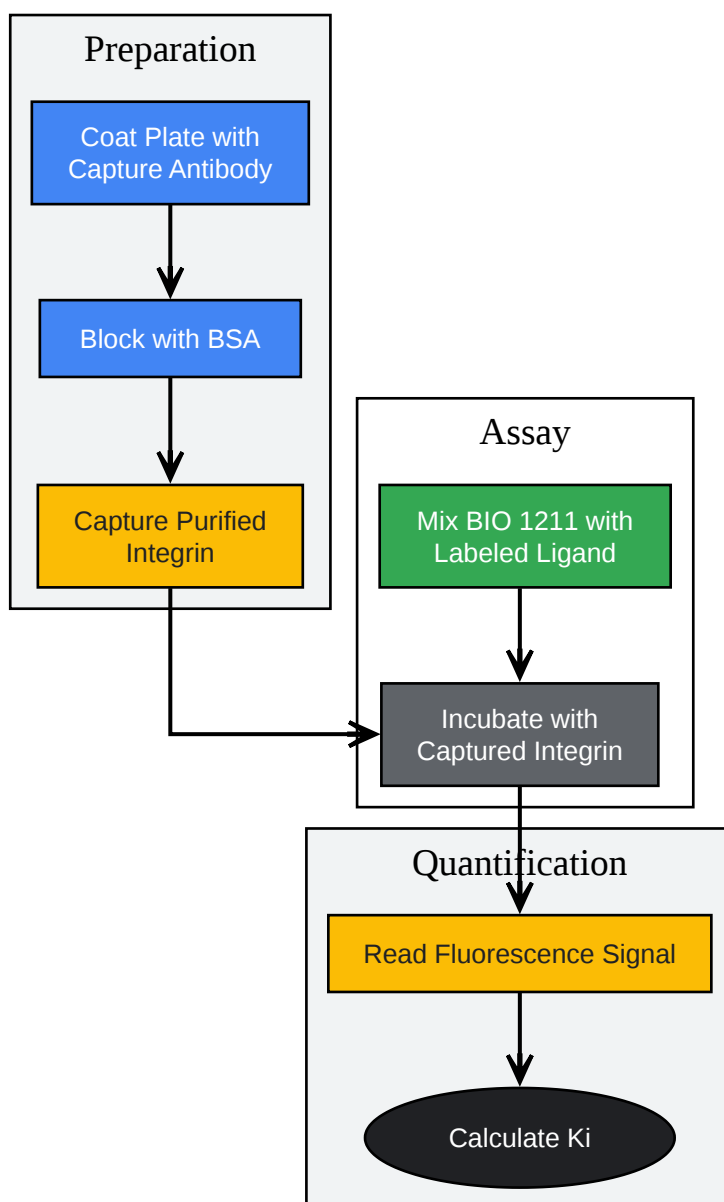 Preparation
Coat Plate with
Capture Antibody
Block with BSA
Capture Purified
Integrin
Assay
Mix BIO 1211 with
Labeled Ligand
Incubate with
Captured Integrin
Quantification
Read Fluorescence Signal
Calculate Ki